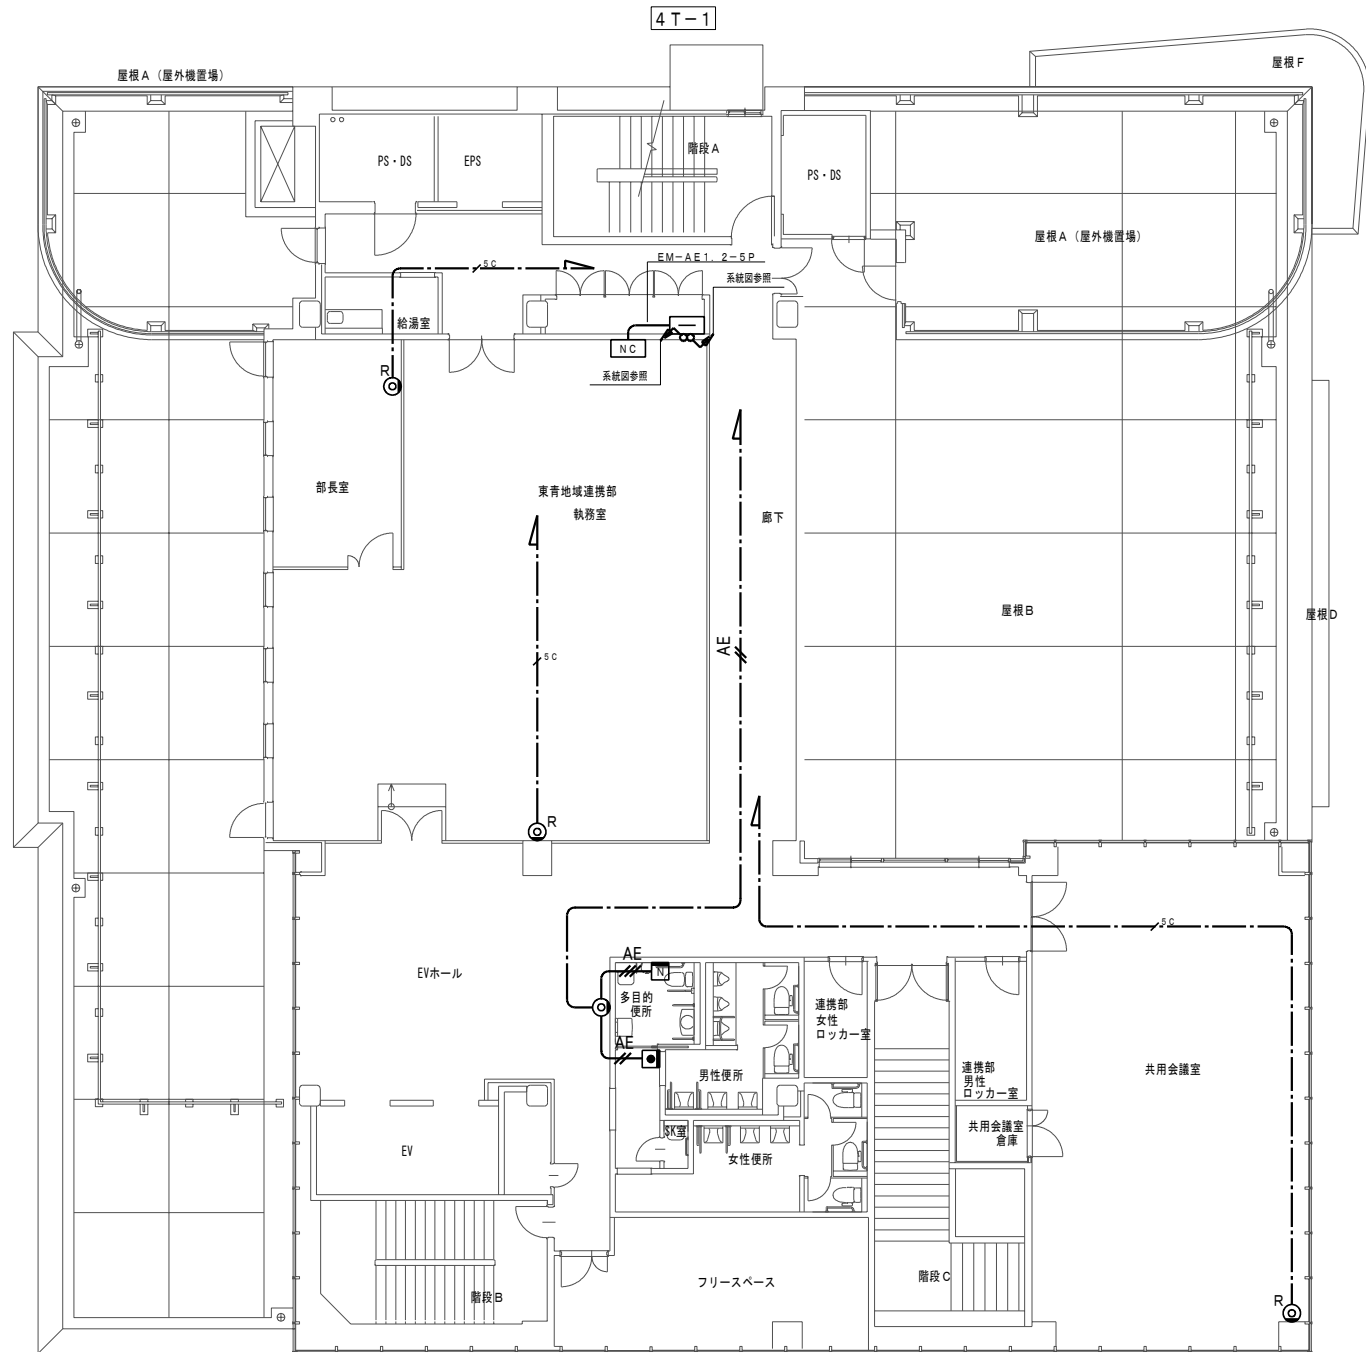 4T-1
屋根A（屋外機置場）
屋根F
PS・DS
EPS
階段A
PS・DS
屋根A（屋外機置場）
5C
EM-AE1.2-5P
系統図参照
給湯室
NC
系統図参照
R
部長室
東青地域連携部
執務室
廊下
屋根B
屋根D
AE
5C
R
5C
EVホール
AE
N
多目的
便所
AE
連携部
女性
ロッカー室
連携部
男性
ロッカー室
共用会議室
男性便所
共用会議室
倉庫
SK室
女性便所
EV
フリースペース
階段C
階段B
R